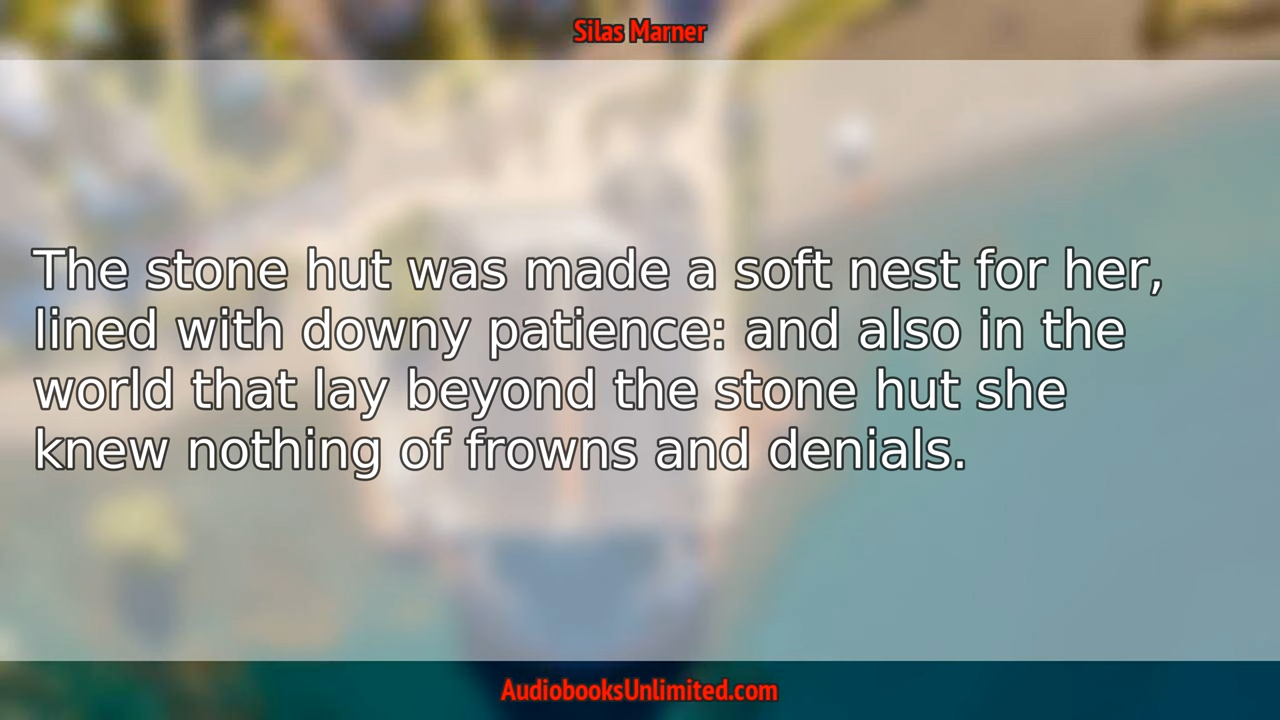 Silas Marner
The stone hut was made a soft nest for her,
lined with downy patience: and also in the
world that lay beyond the stone hut she
knew nothing of frowns and denials.
AudiobooksUnlimited.com